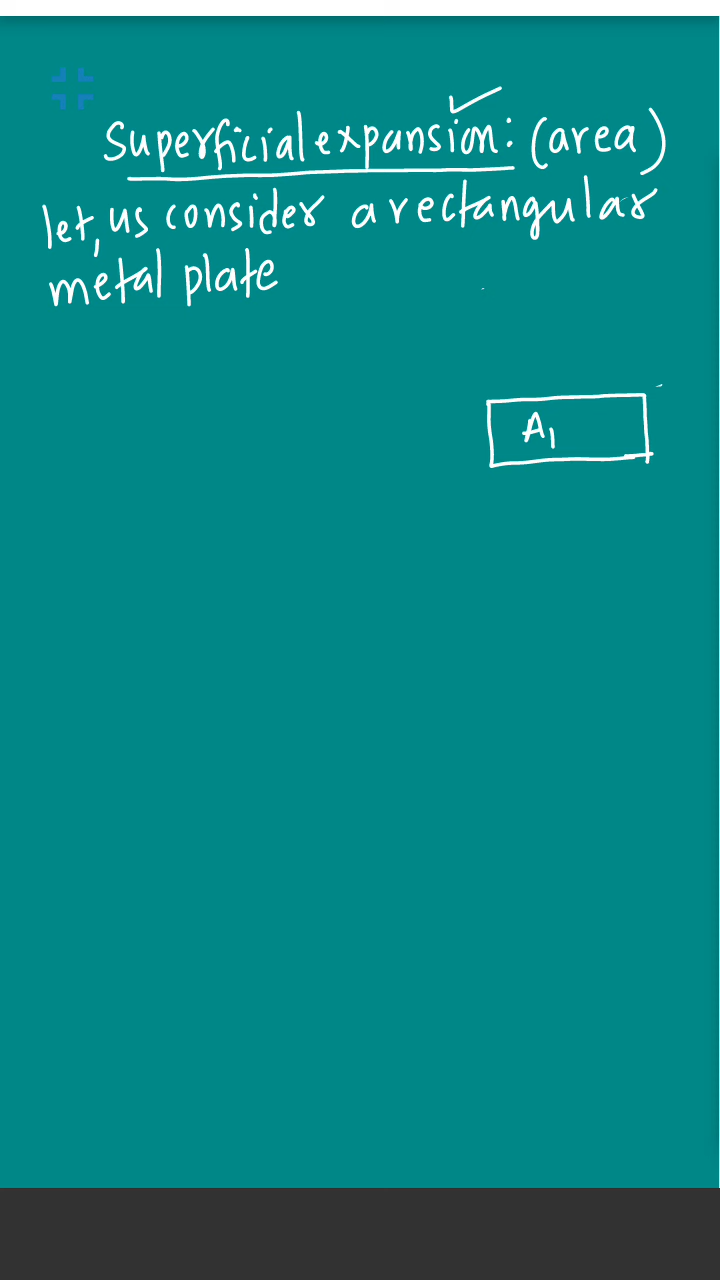 Superficial expansion: (area)
let, us consider a rectangular
metal plate
A1